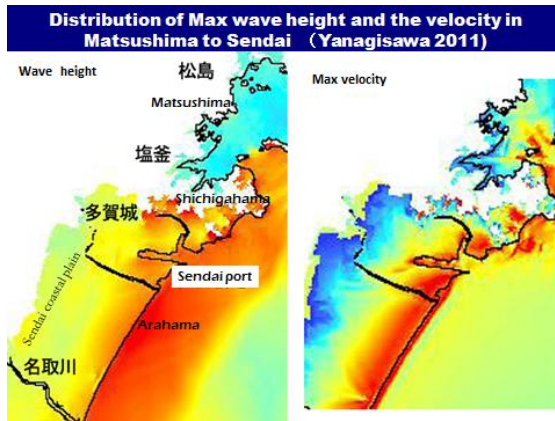 Distribution of Max wave height and the velocity in
Matsushima to Sendai （Yanagisawa 2011)
Wave height
松島
Matsushima
塩釜
Shichigahama
多賀城
Sendai port
Sendai coastal plain
Arahama
名取川
Max velocity